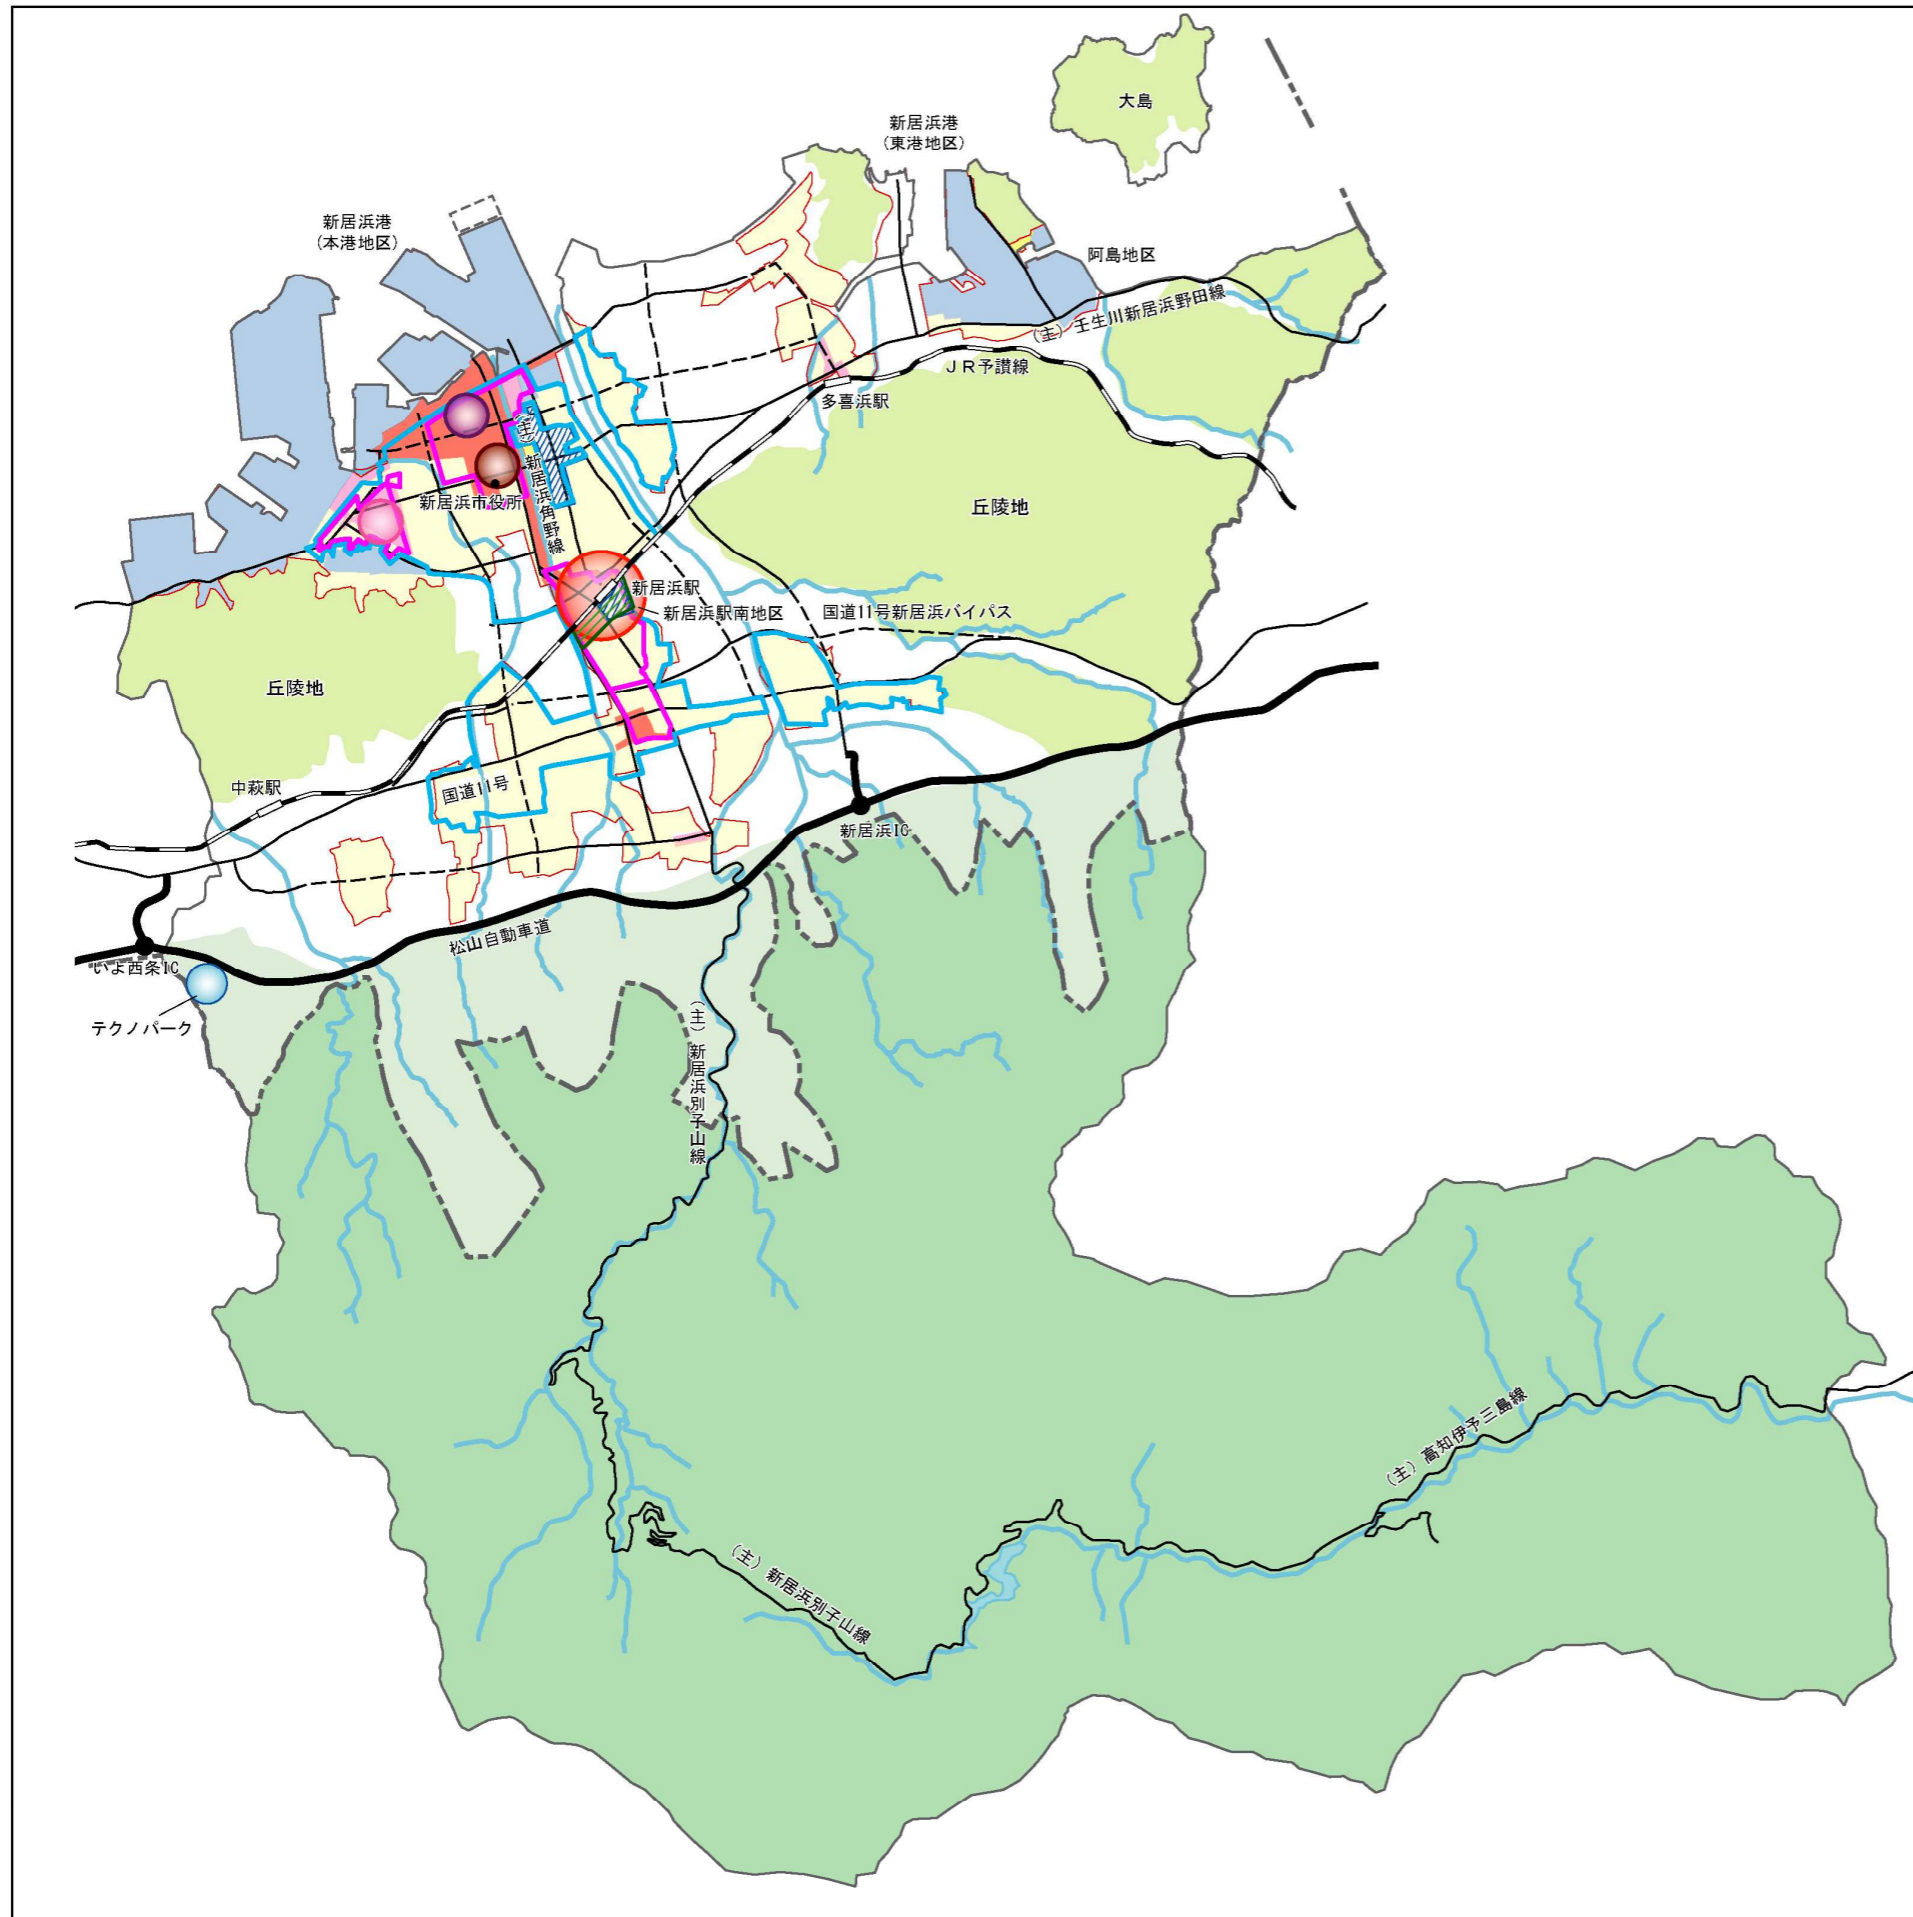 大島
新居浜港
(東港地区)
新居浜港
(本港地区)
阿島地区
(主) 壬生川新居浜野田線
ＪＲ予讃線
多喜浜駅
新居浜市役所
(主) 新居浜角野線
丘陵地
新居浜駅
新居浜駅南地区
国道11号新居浜バイパス
丘陵地
中萩駅
国道11号
新居浜IC
松山自動車道
いよ西条IC
テクノパーク
(主) 新居浜別子山線
(主) 高知伊予三島線
(主) 新居浜別子山線